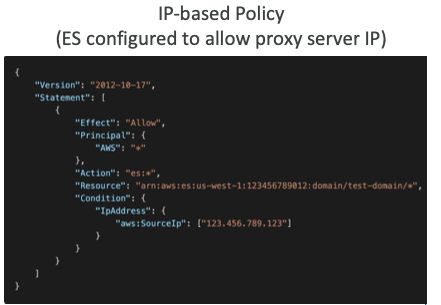 IP-based Policy
(ES configured to allow proxy server IP)
{
    "Version": "2012-10-17",
    "Statement": [
        {
            "Effect": "Allow",
            "Principal": {
                "AWS": "*"
            },
            "Action": "es:*",
            "Resource": "arn:aws:es:us-west-1:123456789012:domain/test-domain/*",
            "Condition": {
                "IpAddress": {
                    "aws:SourceIp": ["123.456.789.123"]
                }
            }
        }
    ]
}